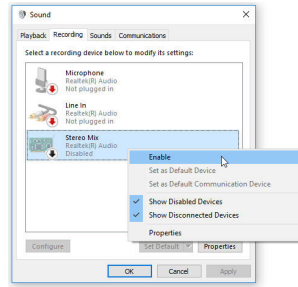 Sound
Playback Recording Sounds Communications
Select a recording device below to modify its settings:
Microphone
Realtek(R) Audio
Not plugged in
Line In
Realtek(R) Audio
Not plugged in
Stereo Mix
Realtek(R) Audio
Disabled
Enable
Set as Default Device
Set as Default Communication Device
Show Disabled Devices
Show Disconnected Devices
Properties
Configure Set Default Properties
OK Cancel Apply